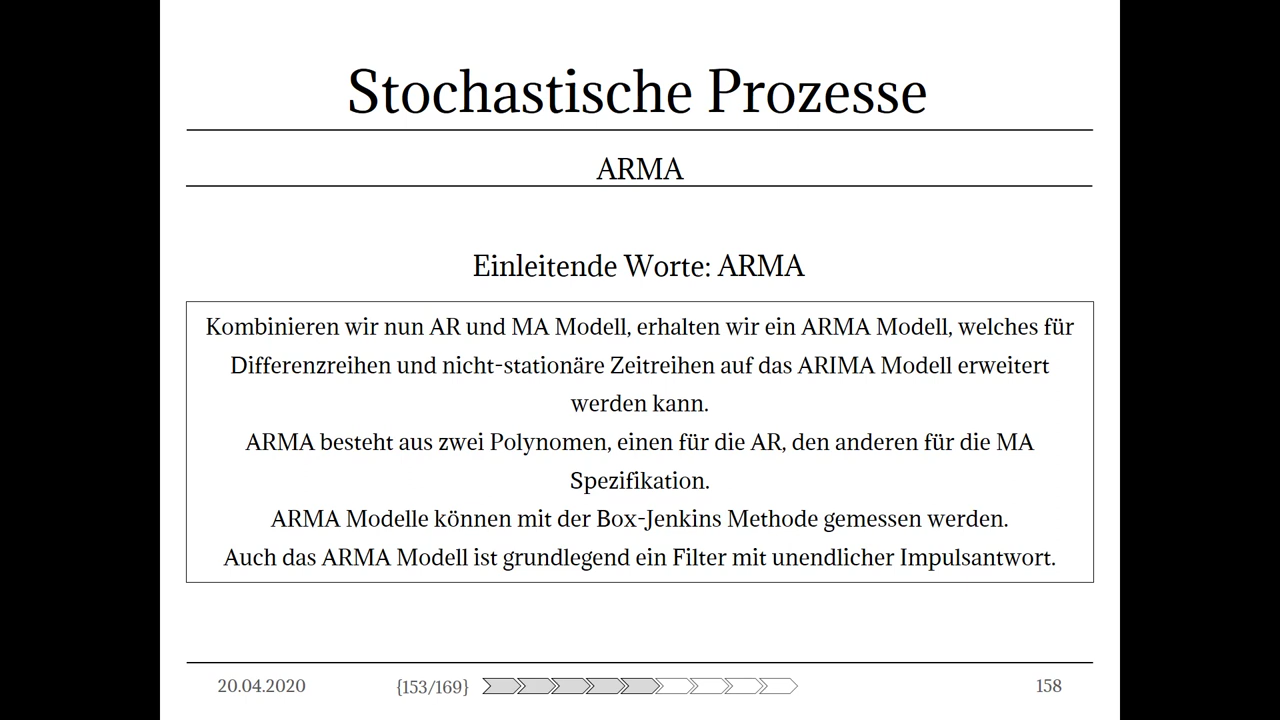 Stochastische Prozesse
ARMA
Einleitende Worte: ARMA
Kombinieren wir nun AR und MA Modell, erhalten wir ein ARMA Modell, welches für
Differenzreihen und nicht-stationäre Zeitreihen auf das ARIMA Modell erweitert
werden kann.
ARMA besteht aus zwei Polynomen, einen für die AR, den anderen für die MA
Spezifikation.
ARMA Modelle können mit der Box-Jenkins Methode gemessen werden.
Auch das ARMA Modell ist grundlegend ein Filter mit unendlicher Impulsantwort.
20.04.2020 {153/169} 158